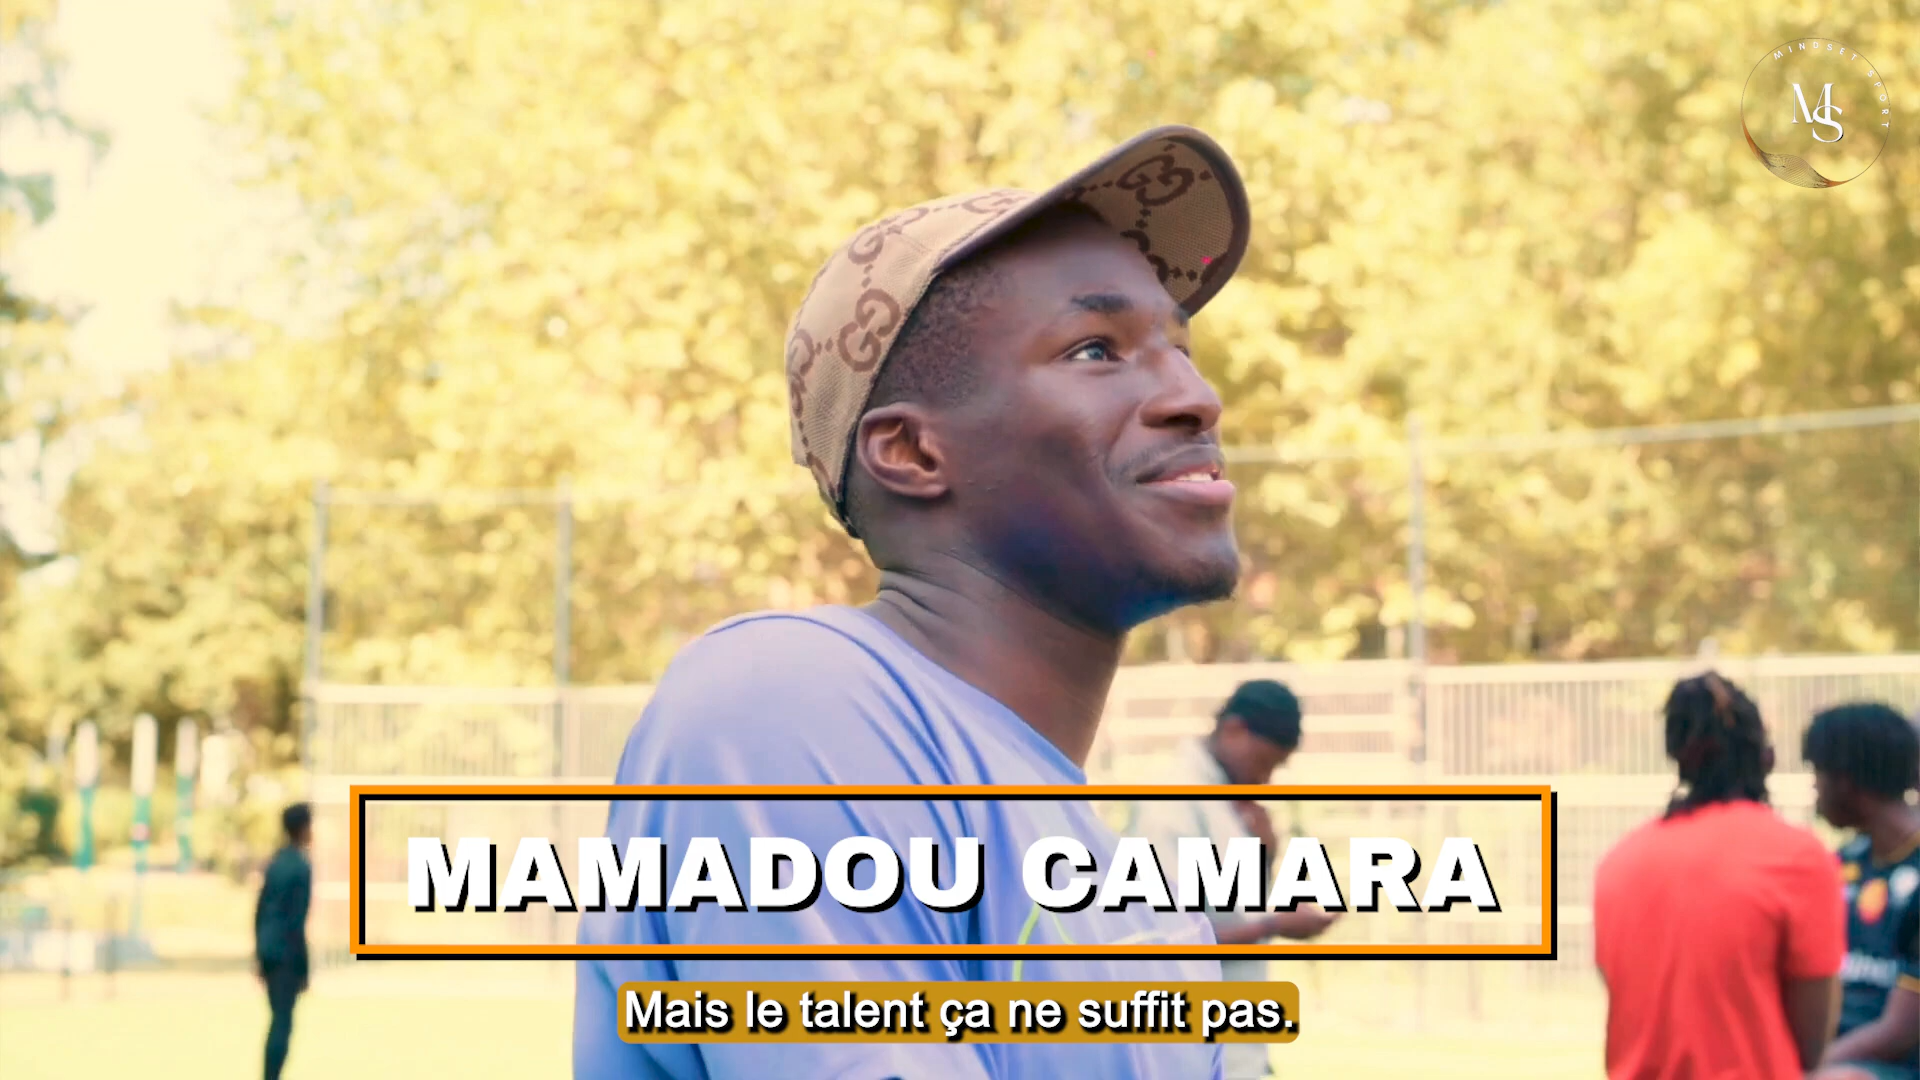 MINDSET SPORT
MS
MAMADOU CAMARA
Mais le talent ça ne suffit pas.